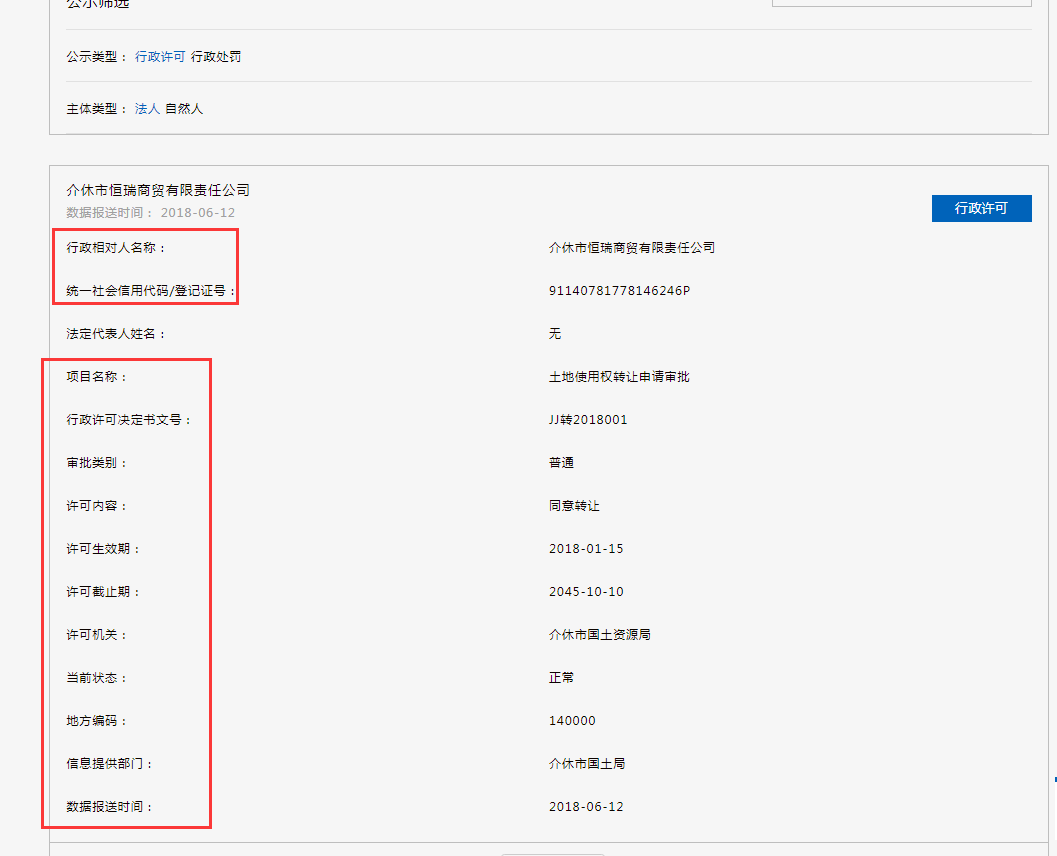 公示筛选
公示类型： 行政许可 行政处罚
主体类型： 法人 自然人
介休市恒瑞商贸有限责任公司
数据报送时间： 2018-06-12
行政许可
行政相对人名称： 介休市恒瑞商贸有限责任公司
统一社会信用代码/登记证号： 91140781778146246P
法定代表人姓名： 无
项目名称： 土地使用权转让申请审批
行政许可决定书文号： JJ转2018001
审批类别： 普通
许可内容： 同意转让
许可生效期： 2018-01-15
许可截止期： 2045-10-10
许可机关： 介休市国土资源局
当前状态： 正常
地方编码： 140000
信息提供部门： 介休市国土局
数据报送时间： 2018-06-12